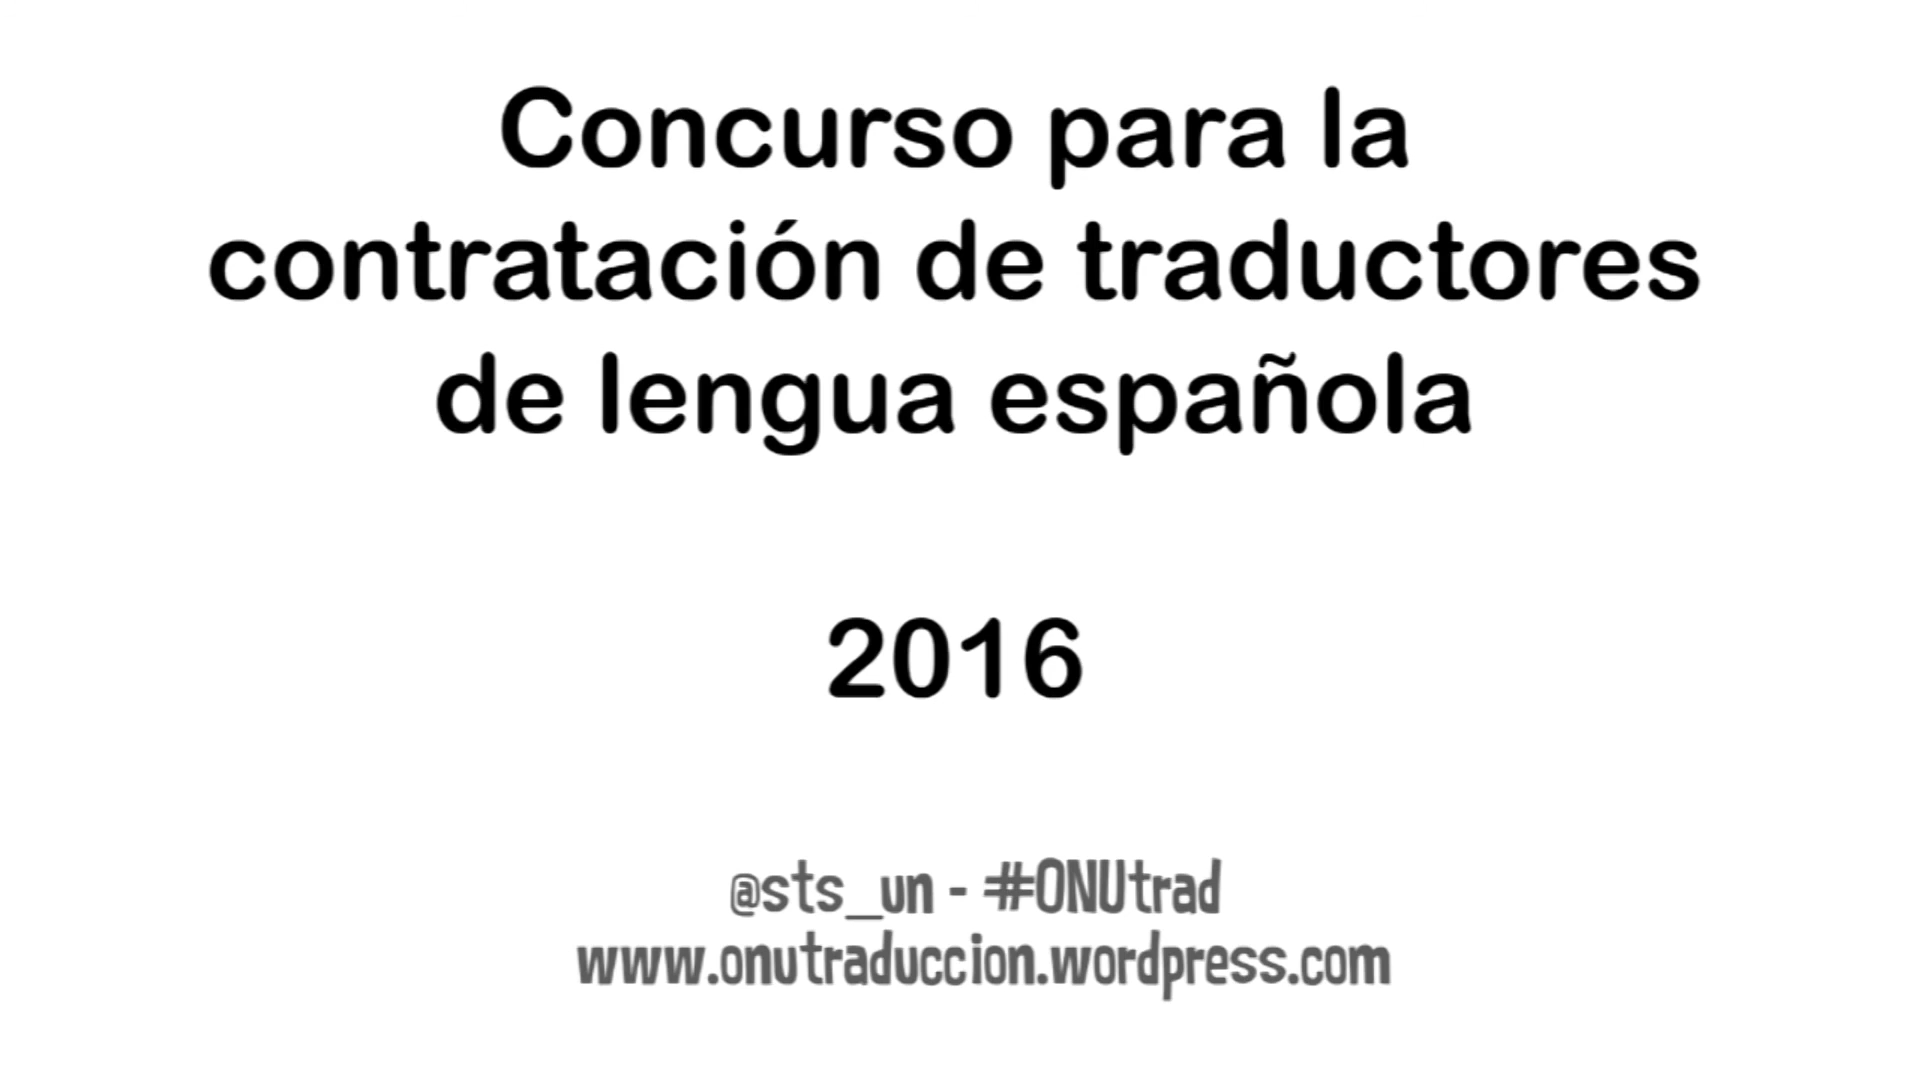 Concurso para la
contratación de traductores
de lengua española
2016
@sts_un - #ONUtrad
www.onutraduccion.wordpress.com